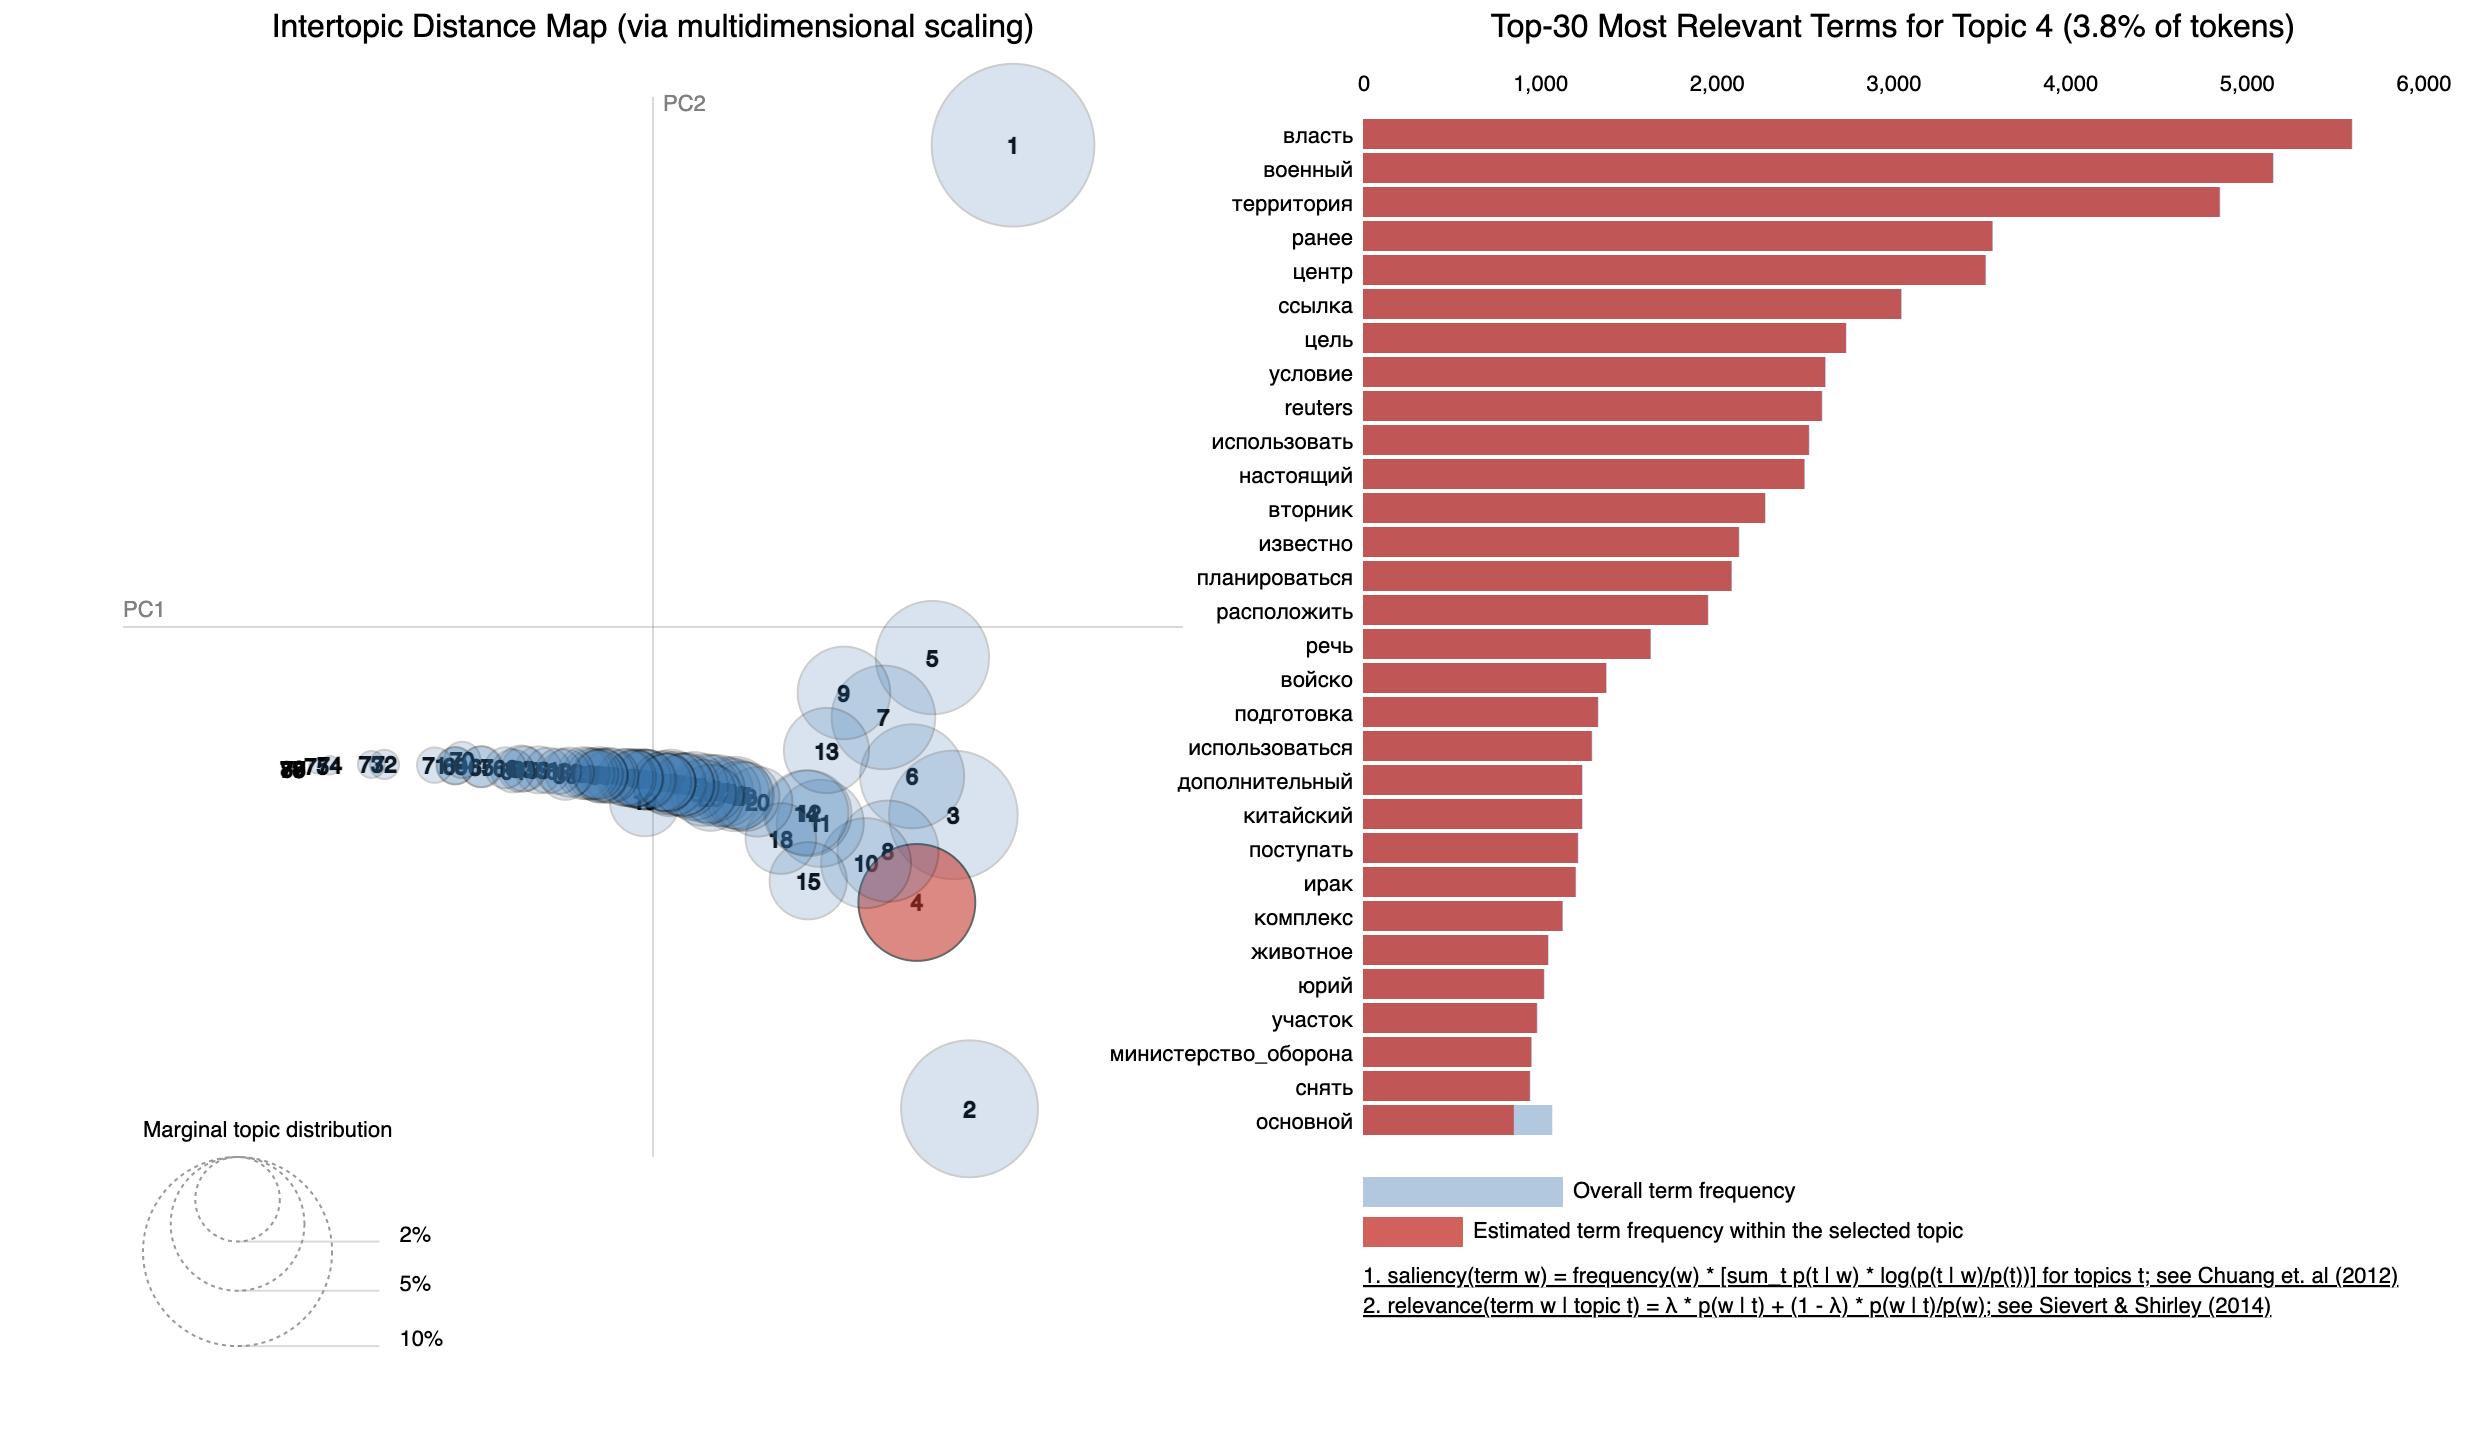 Intertopic Distance Map (via multidimensional scaling)
PC2
PC1
1
5
9
7
13
6
3
11
18
8
10
15
4
20
2
70
Marginal topic distribution
2%
5%
10%
Top-30 Most Relevant Terms for Topic 4 (3.8% of tokens)
0 1,000 2,000 3,000 4,000 5,000 6,000
власть
военный
территория
ранее
центр
ссылка
цель
условие
reuters
использовать
настоящий
вторник
известно
планироваться
расположить
речь
войско
подготовка
использоваться
дополнительный
китайский
поступать
ирак
комплекс
животное
юрий
участок
министерство_оборона
снять
основной
Overall term frequency
Estimated term frequency within the selected topic
1. saliency(term w) = frequency(w) * [sum_t p(t | w) * log(p(t | w)/p(t))] for topics t; see Chuang et. al (2012)
2. relevance(term w | topic t) = λ * p(w | t) + (1 - λ) * p(w | t)/p(w); see Sievert & Shirley (2014)